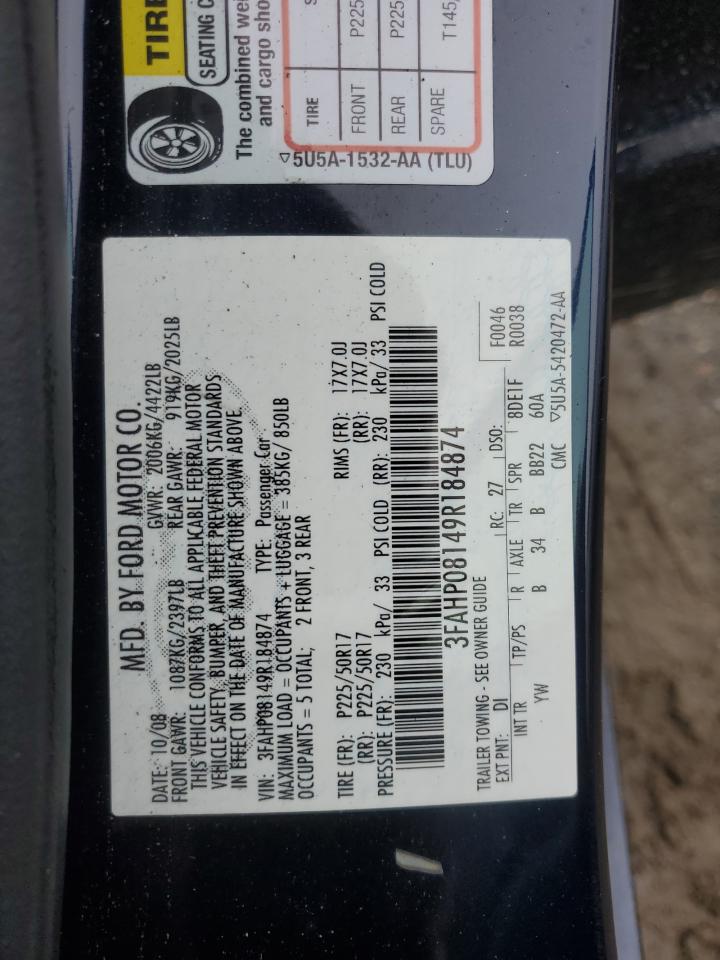 MFD. BY FORD MOTOR CO.
DATE: 10/08 GVWR: 2006KG/4422LB
FRONT GAWR: 1087KG/2397LB REAR GAWR: 919KG/2025LB
THIS VEHICLE CONFORMS TO ALL APPLICABLE FEDERAL MOTOR
VEHICLE SAFETY, BUMPER, AND THEFT PREVENTION STANDARDS
IN EFFECT ON THE DATE OF MANUFACTURE SHOWN ABOVE.
VIN: 3FAHP08149R184874 TYPE: Passenger Car
MAXIMUM LOAD = OCCUPANTS + LUGGAGE = 385KG/ 850LB
OCCUPANTS = 5 TOTAL; 2 FRONT, 3 REAR
TIRE (FR): P225/50R17 RIMS (FR): 17X7.0J
(RR): P225/50R17 (RR): 17X7.0J
PRESSURE (FR): 230 kPa/ 33 PSI COLD (RR): 230 kPa/ 33 PSI COLD
3FAHP08149R184874
TRAILER TOWING - SEE OWNER GUIDE
EXT PNT: DI RC: 27 DSO: F0046
R0038
INT TR TP/PS R AXLE TR SPR 8DE1F
YW B 34 B BB22 60A
CMC ▽5U5A-5420472-AA
TIRE
SEATING C
The combined wei
and cargo sho
TIRE S
FRONT P225
REAR P225
SPARE T145/
▽5U5A-1532-AA (TLU)